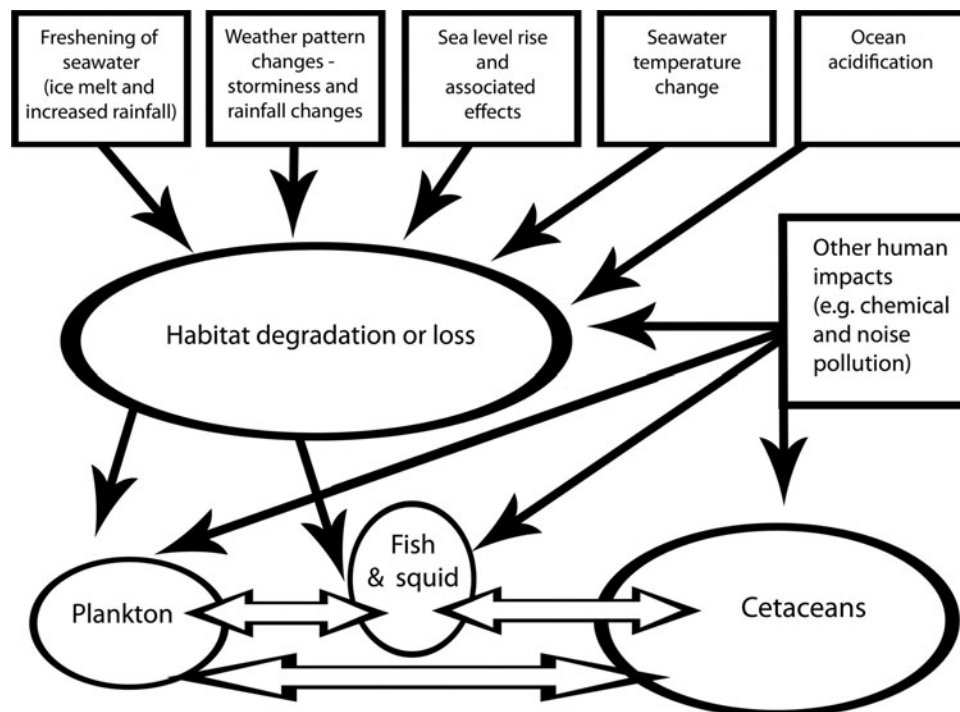 Freshening of
seawater
(ice melt and
increased rainfall)
Weather pattern
changes -
storminess and
rainfall changes
Sea level rise
and
associated
effects
Seawater
temperature
change
Ocean
acidification
Other human
impacts
(e.g. chemical
and noise
pollution)
Habitat degradation or loss
Fish
& squid
Plankton
Cetaceans